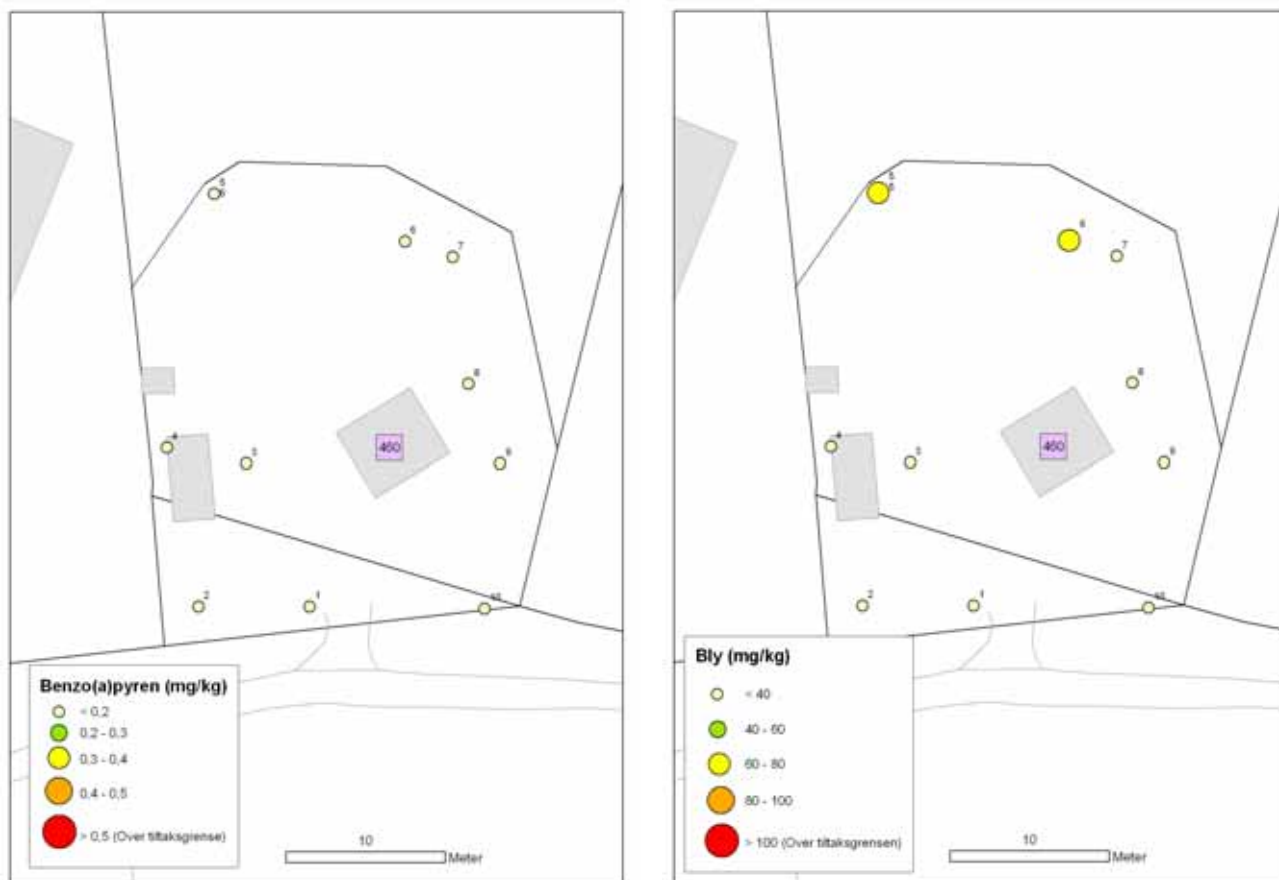 5
5
6
7
8
4
3
460
9
2
1
10
Benzo(a)pyren (mg/kg)
< 0,2
0,2 - 0,3
0,3 - 0,4
0,4 - 0,5
> 0,5 (Over tiltaksgrense)
10
Meter
5
5
6
7
8
4
3
460
9
2
1
10
Bly (mg/kg)
< 40
40 - 60
60 - 80
80 - 100
> 100 (Over tiltaksgrensen)
10
Meter